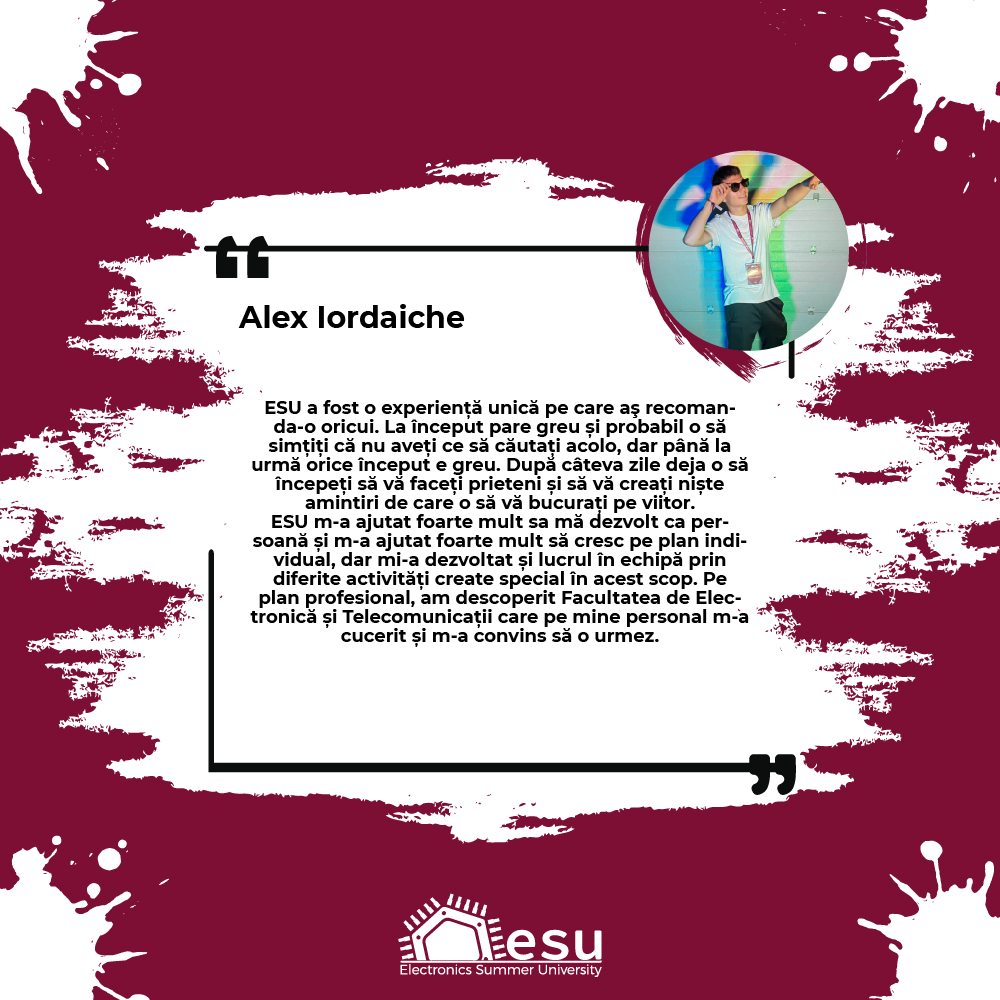 Alex Iordaiche
ESU a fost o experiență unică pe care aş recoman-
da-o oricui. La început pare greu și probabil o să
simțiți că nu aveți ce să căutați acolo, dar până la
urmă orice început e greu. După câteva zile deja o să
începeți să vă faceți prieteni și să vă creați niște
amintiri de care o să vă bucurați pe viitor.
ESU m-a ajutat foarte mult sa mă dezvolt ca per-
soană și m-a ajutat foarte mult să cresc pe plan indi-
vidual, dar mi-a dezvoltat și lucrul în echipă prin
diferite activități create special în acest scop. Pe
plan profesional, am descoperit Facultatea de Elec-
tronică și Telecomunicații care pe mine personal m-a
cucerit și m-a convins să o urmez.
esu
Electronics Summer University